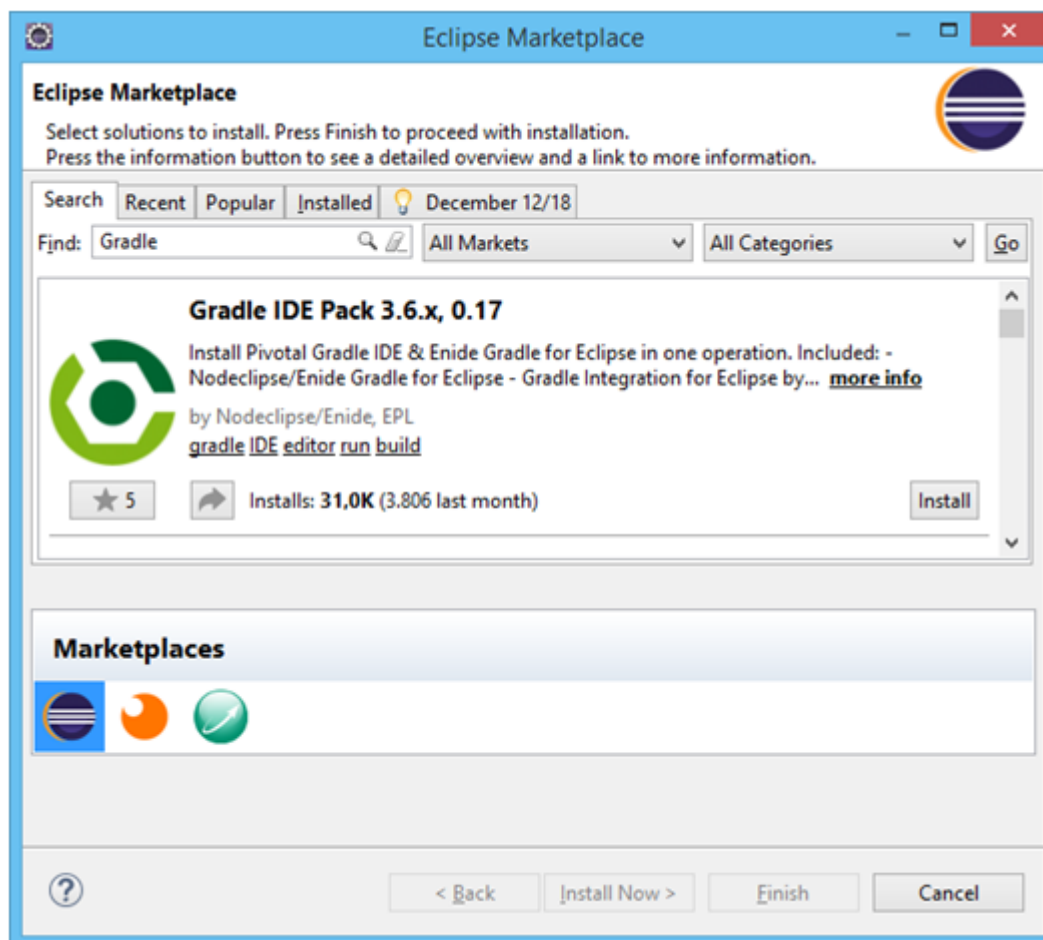 Eclipse Marketplace
Eclipse Marketplace
Select solutions to install. Press Finish to proceed with installation.
Press the information button to see a detailed overview and a link to more information.
Search Recent Popular Installed December 12/18
Find: Gradle All Markets All Categories Go
Gradle IDE Pack 3.6.x, 0.17
Install Pivotal Gradle IDE & Enide Gradle for Eclipse in one operation. Included: -
Nodeclipse/Enide Gradle for Eclipse - Gradle Integration for Eclipse by... more info
by Nodeclipse/Enide, EPL
gradle IDE editor run build
5 Installs: 31,0K (3.806 last month) Install
Marketplaces
? < Back Install Now > Finish Cancel